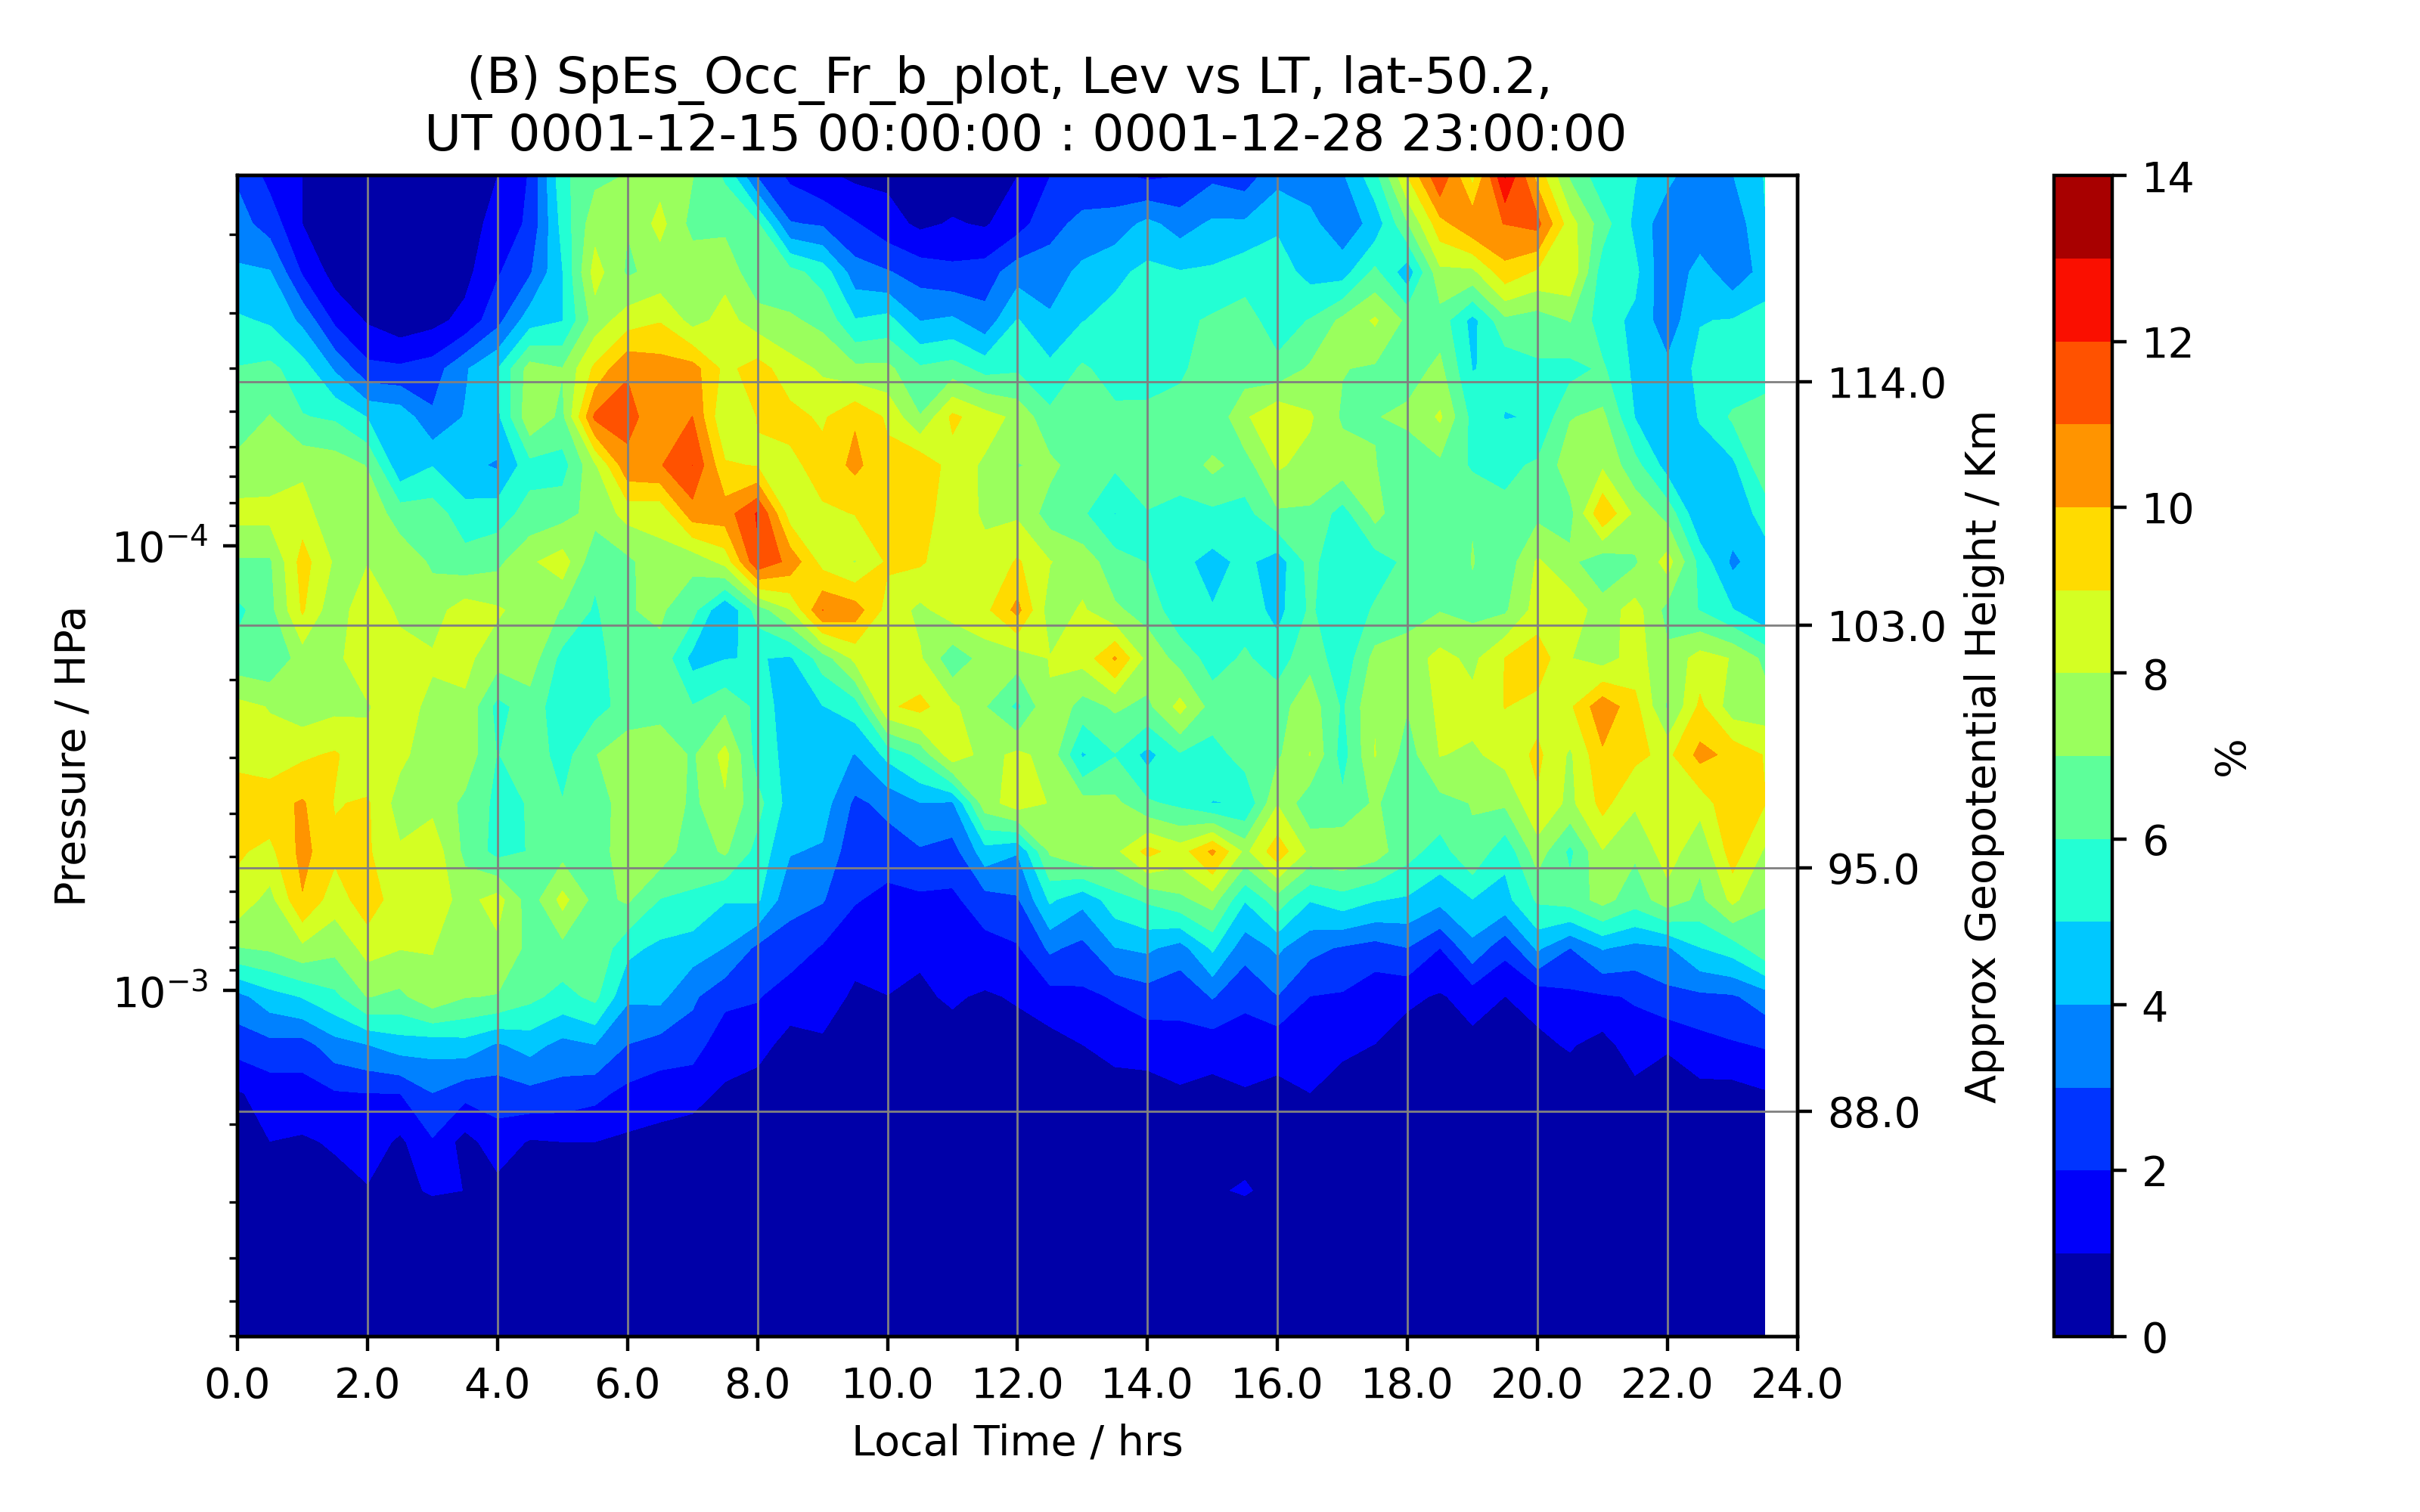 (B) SpEs_Occ_Fr_b_plot, Lev vs LT, lat-50.2,
UT 0001-12-15 00:00:00 : 0001-12-28 23:00:00
Pressure / HPa
10⁻⁴
10⁻³
0.0 2.0 4.0 6.0 8.0 10.0 12.0 14.0 16.0 18.0 20.0 22.0 24.0
Local Time / hrs
114.0
103.0
95.0
88.0
Approx Geopotential Height / Km
14
12
10
8
6
4
2
0
%